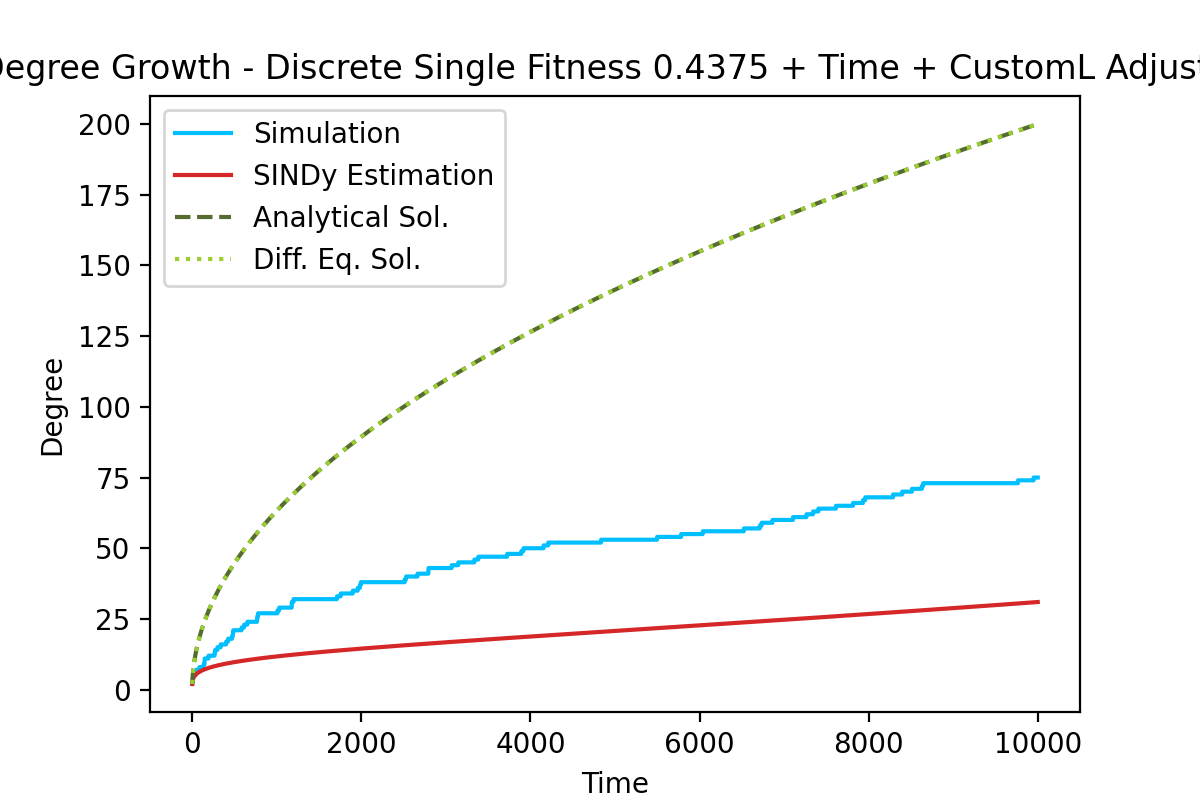 Degree Growth - Discrete Single Fitness 0.4375 + Time + CustomL Adjust
200
175
150
125
100
75
50
25
0
Degree
Simulation
SINDy Estimation
Analytical Sol.
Diff. Eq. Sol.
0 2000 4000 6000 8000 10000
Time